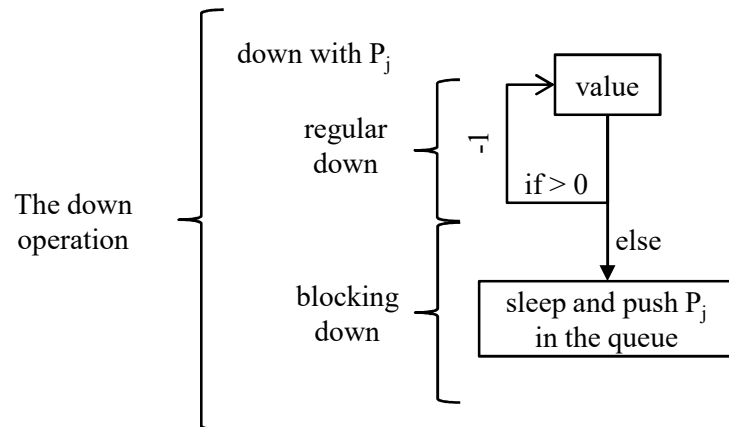 down with Pj
value
regular
down
-1
if > 0
The down
operation
else
blocking
down
sleep and push Pj
in the queue